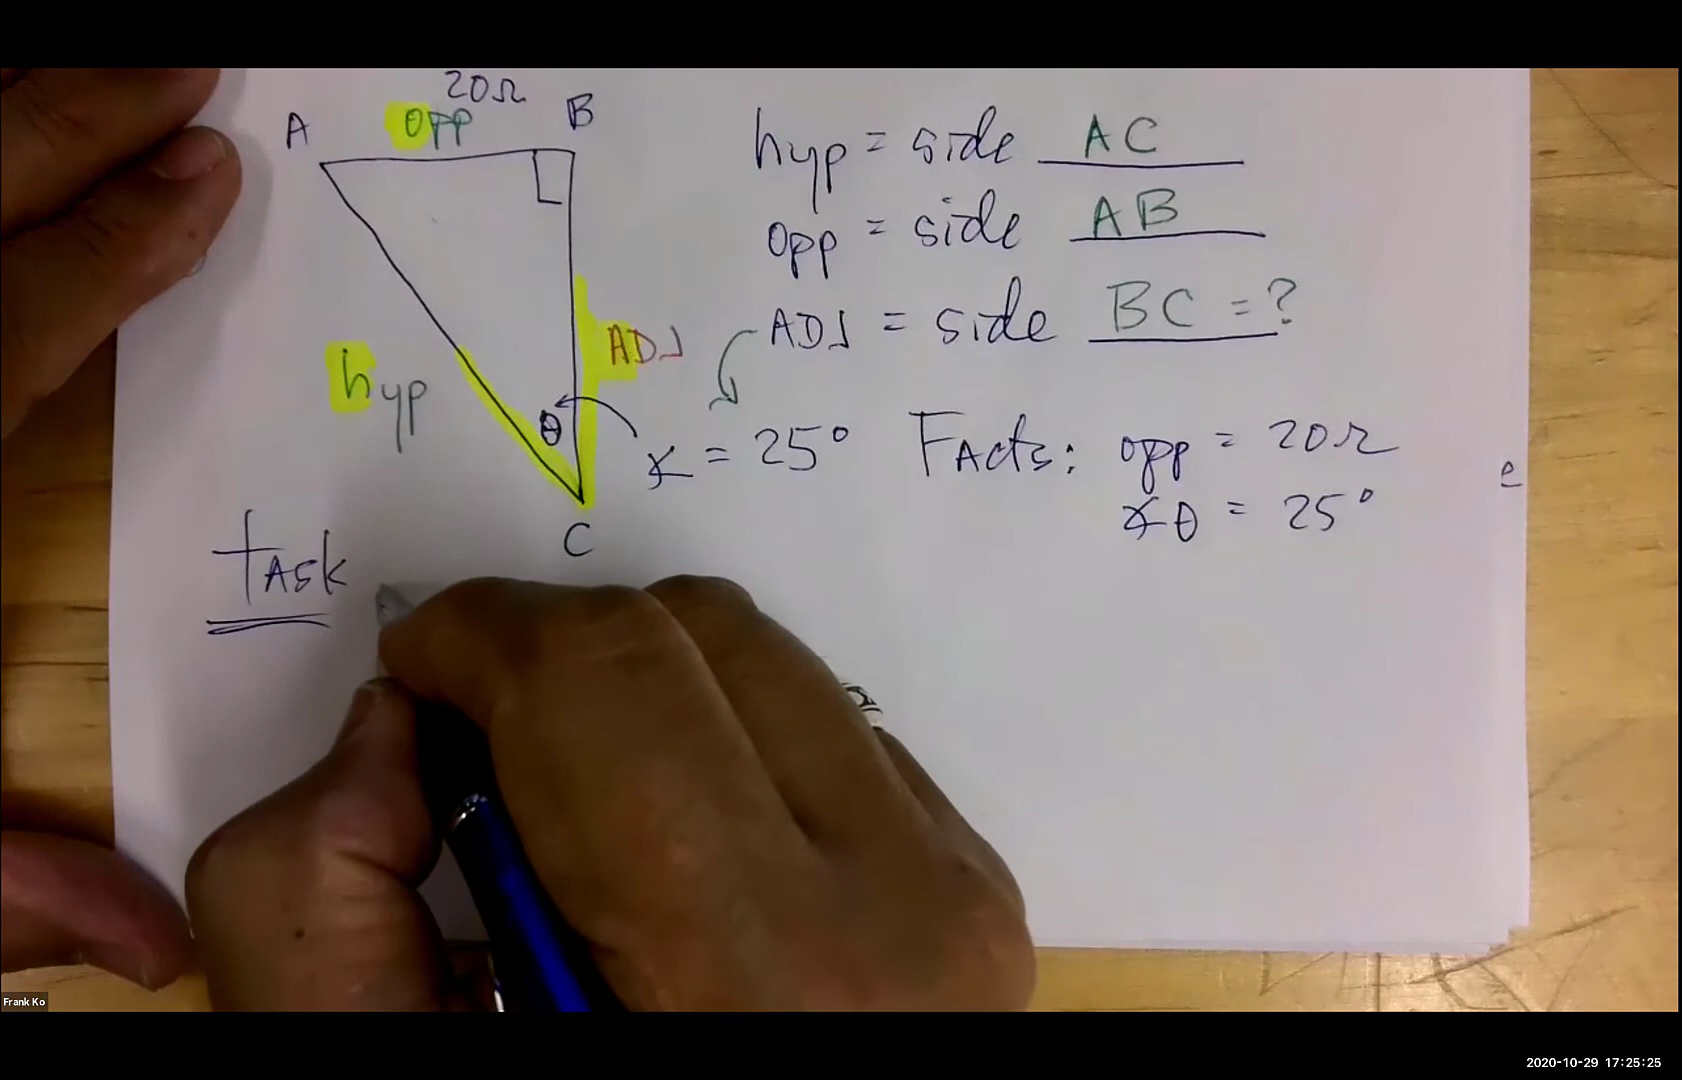 20Ω
OPP
A
B
hyp = side AC
opp = side AB
ADJ = side BC = ?
ADJ
hyp
θ
∡ = 25°
Facts: opp = 20Ω
∡θ = 25°
e
C
TASK
Frank Ko
2020-10-29 17:25:25